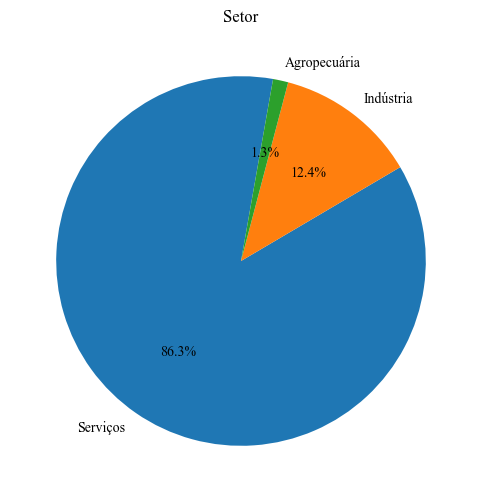 Setor
Agropecuária
Indústria
1.3%
12.4%
86.3%
Serviços